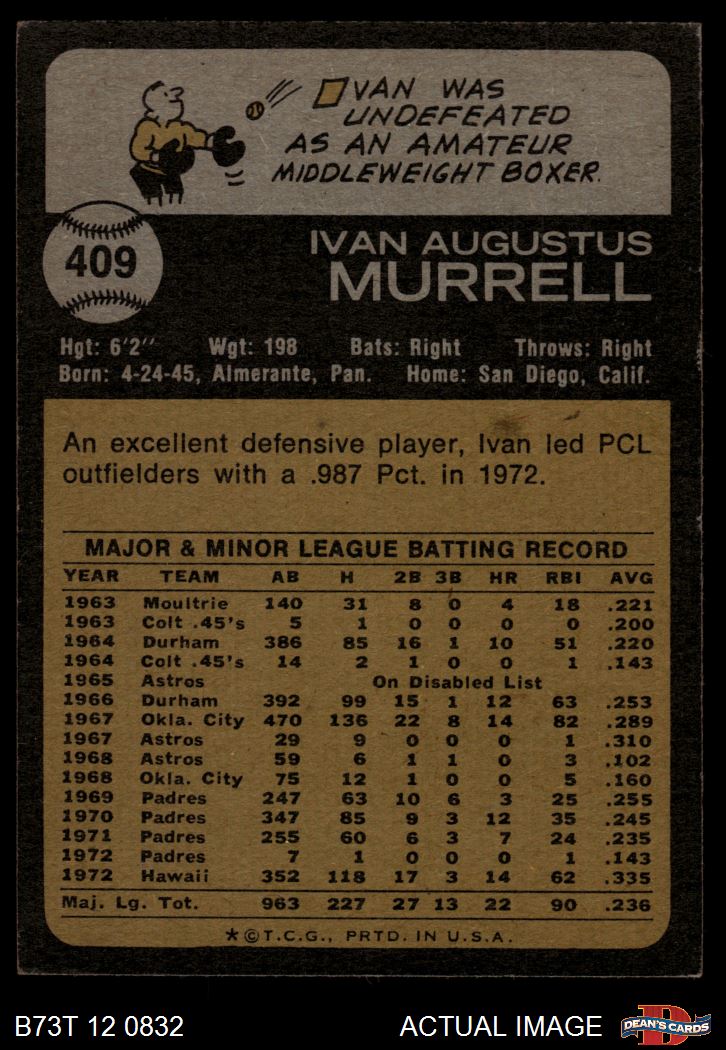 IVAN WAS
UNDEFEATED
AS AN AMATEUR
MIDDLEWEIGHT BOXER.
409
IVAN AUGUSTUS
MURRELL
Hgt: 6'2" Wgt: 198 Bats: Right Throws: Right
Born: 4-24-45, Almerante, Pan. Home: San Diego, Calif.
An excellent defensive player, Ivan led PCL
outfielders with a .987 Pct. in 1972.
MAJOR & MINOR LEAGUE BATTING RECORD
YEAR TEAM AB H 2B 3B HR RBI AVG
1963 Moultrie 140 31 8 0 4 18 .221
1963 Colt .45's 5 1 0 0 0 0 .200
1964 Durham 386 85 16 1 10 51 .220
1964 Colt .45's 14 2 1 0 0 1 .143
1965 Astros On Disabled List
1966 Durham 392 99 15 1 12 63 .253
1967 Okla. City 470 136 22 8 14 82 .289
1967 Astros 29 9 0 0 0 1 .310
1968 Astros 59 6 1 1 0 3 .102
1968 Okla. City 75 12 1 0 0 5 .160
1969 Padres 247 63 10 6 3 25 .255
1970 Padres 347 85 9 3 12 35 .245
1971 Padres 255 60 6 3 7 24 .235
1972 Padres 7 1 0 0 0 1 .143
1972 Hawaii 352 118 17 3 14 62 .335
Maj. Lg. Tot. 963 227 27 13 22 90 .236
*©T.C.G., PRTD. IN U.S.A.
B73T 12 0832 ACTUAL IMAGE D DEAN'S CARDS